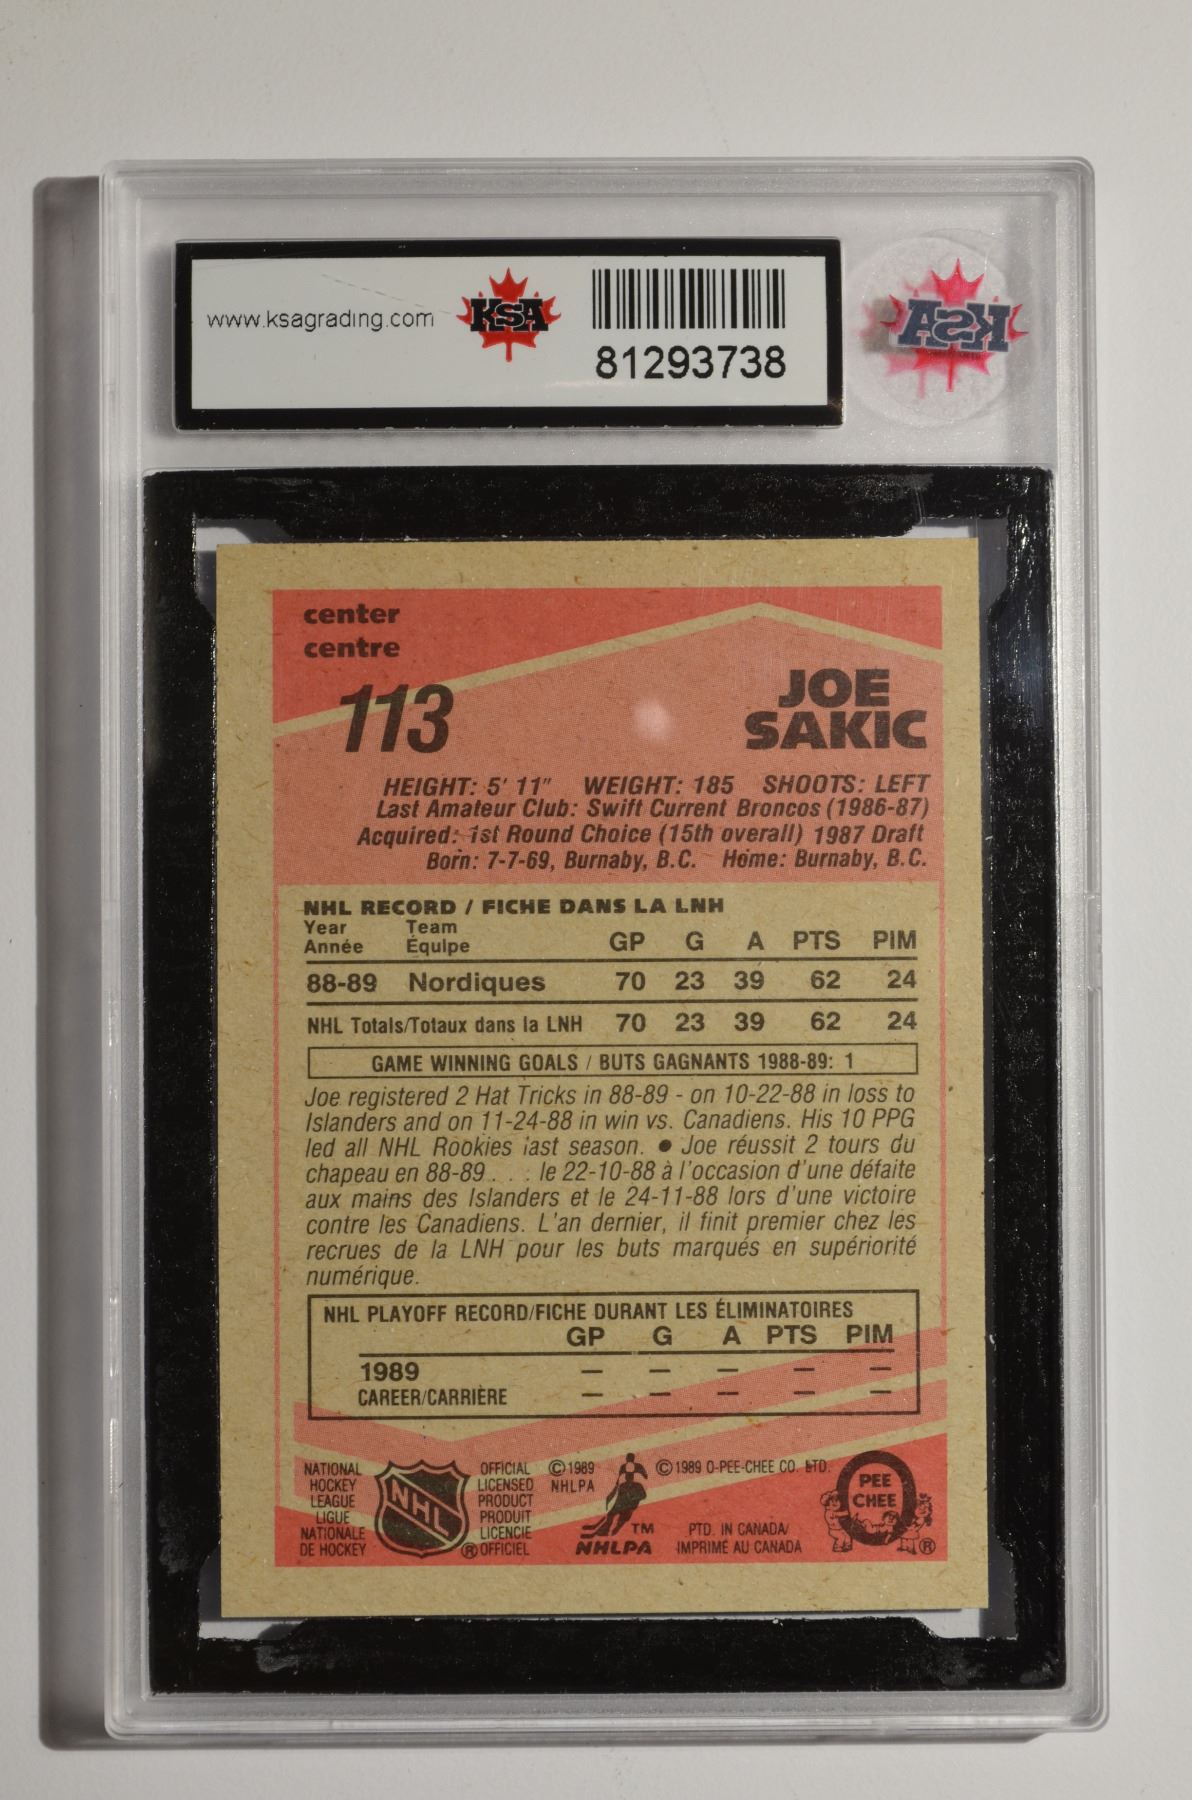 www.ksagrading.com
KSA
81293738
KSA
center
centre
113
JOE
SAKIC
HEIGHT: 5' 11" WEIGHT: 185 SHOOTS: LEFT
Last Amateur Club: Swift Current Broncos (1986-87)
Acquired: 1st Round Choice (15th overall) 1987 Draft
Born: 7-7-69, Burnaby, B.C. Home: Burnaby, B.C.
NHL RECORD / FICHE DANS LA LNH
Year Team
Année Équipe GP G A PTS PIM
88-89 Nordiques 70 23 39 62 24
NHL Totals/Totaux dans la LNH 70 23 39 62 24
GAME WINNING GOALS / BUTS GAGNANTS 1988-89: 1
Joe registered 2 Hat Tricks in 88-89 - on 10-22-88 in loss to
Islanders and on 11-24-88 in win vs. Canadiens. His 10 PPG
led all NHL Rookies last season. ● Joe réussit 2 tours du
chapeau en 88-89 . . . le 22-10-88 à l'occasion d'une défaite
aux mains des Islanders et le 24-11-88 lors d'une victoire
contre les Canadiens. L'an dernier, il finit premier chez les
recrues de la LNH pour les buts marqués en supériorité
numérique.
NHL PLAYOFF RECORD/FICHE DURANT LES ÉLIMINATOIRES
GP G A PTS PIM
1989 — — — — —
CAREER/CARRIÈRE — — — — —
NATIONAL
HOCKEY
LEAGUE
LIGUE
NATIONALE
DE HOCKEY
NHL
®
OFFICIAL
LICENSED
PRODUCT
PRODUIT
LICENCIE
OFFICIEL
©1989
NHLPA
TM
NHLPA
©1989 O-PEE-CHEE CO. LTD.
PTD. IN CANADA/
IMPRIMÉ AU CANADA
PEE
CHEE
®